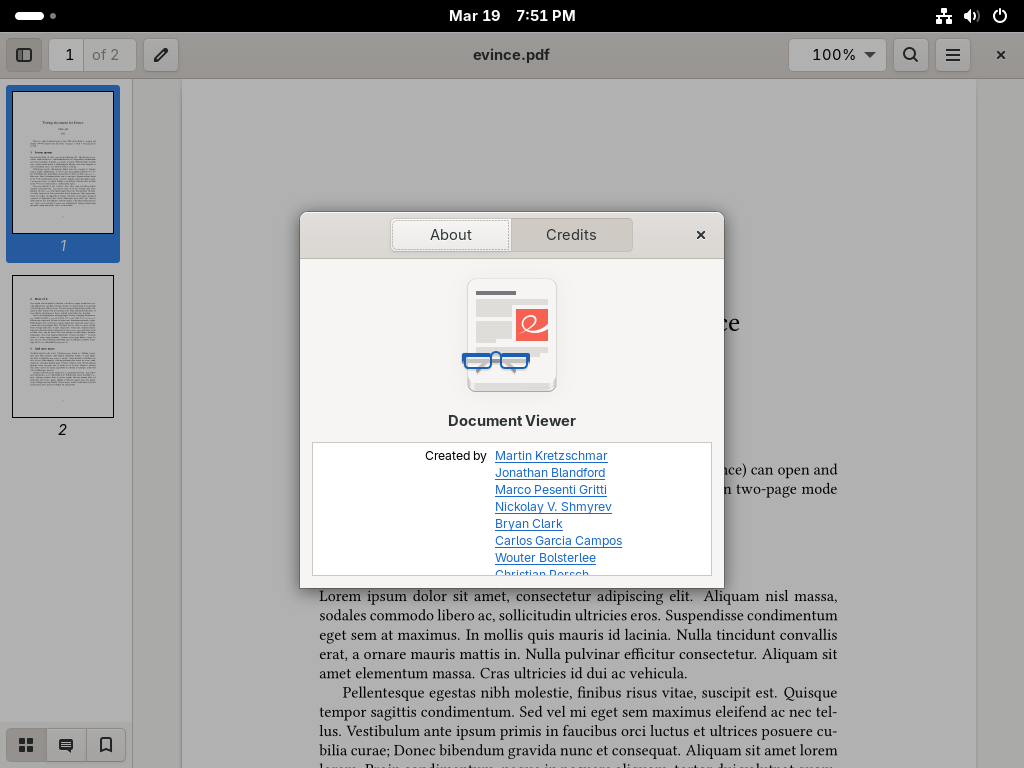 Mar 19 7:51 PM
1 of 2
evince.pdf
100%
1
2
About
Credits
Document Viewer
Created by Martin Kretzschmar
Jonathan Blandford
Marco Pesenti Gritti
Nickolay V. Shmyrev
Bryan Clark
Carlos Garcia Campos
Wouter Bolsterlee
Christian Persch
ce
nce) can open and
n two-page mode
Lorem ipsum dolor sit amet, consectetur adipiscing elit. Aliquam nisl massa,
sodales commodo libero ac, sollicitudin ultricies eros. Suspendisse condimentum
eget sem at maximus. In mollis quis mauris id lacinia. Nulla tincidunt convallis
erat, a ornare mauris mattis in. Nulla pulvinar efficitur consectetur. Aliquam sit
amet elementum massa. Cras ultricies id dui ac vehicula.
Pellentesque egestas nibh molestie, finibus risus vitae, suscipit est. Quisque
tempor sagittis condimentum. Sed vel mi eget sem maximus eleifend ac nec tel-
lus. Vestibulum ante ipsum primis in faucibus orci luctus et ultrices posuere cu-
bilia curae; Donec bibendum gravida nunc et consequat. Aliquam sit amet lorem